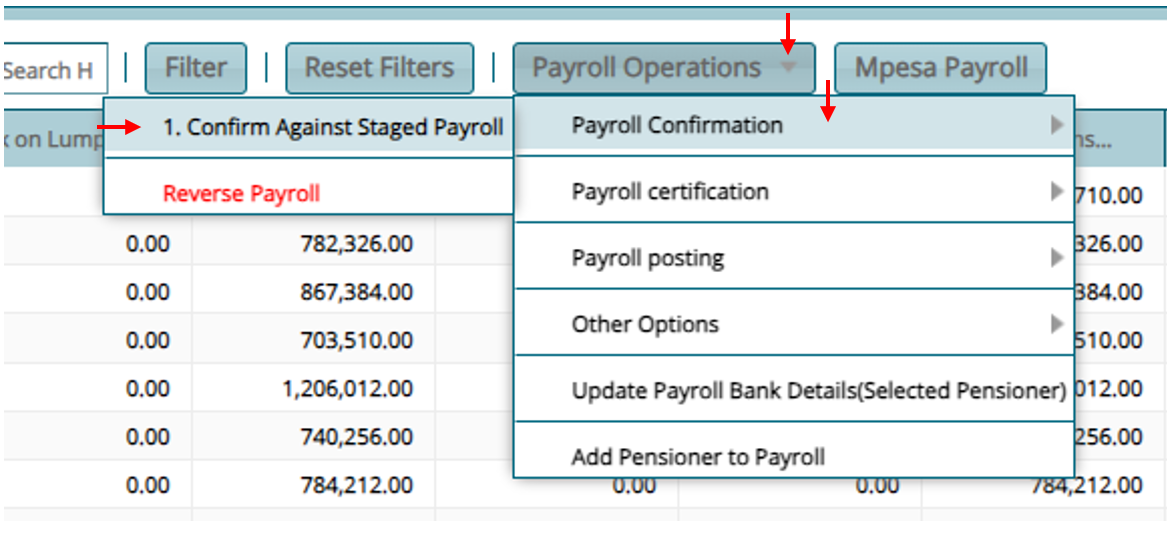 Search H | Filter | Reset Filters | Payroll Operations Mpesa Payroll
x on Lump ns...
1. Confirm Against Staged Payroll
Reverse Payroll
Payroll Confirmation
Payroll certification
Payroll posting
Other Options
Update Payroll Bank Details(Selected Pensioner)
Add Pensioner to Payroll
710.00
0.00 782,326.00 326.00
0.00 867,384.00 384.00
0.00 703,510.00 510.00
0.00 1,206,012.00 012.00
0.00 740,256.00 256.00
0.00 784,212.00 0.00 0.00 784,212.00